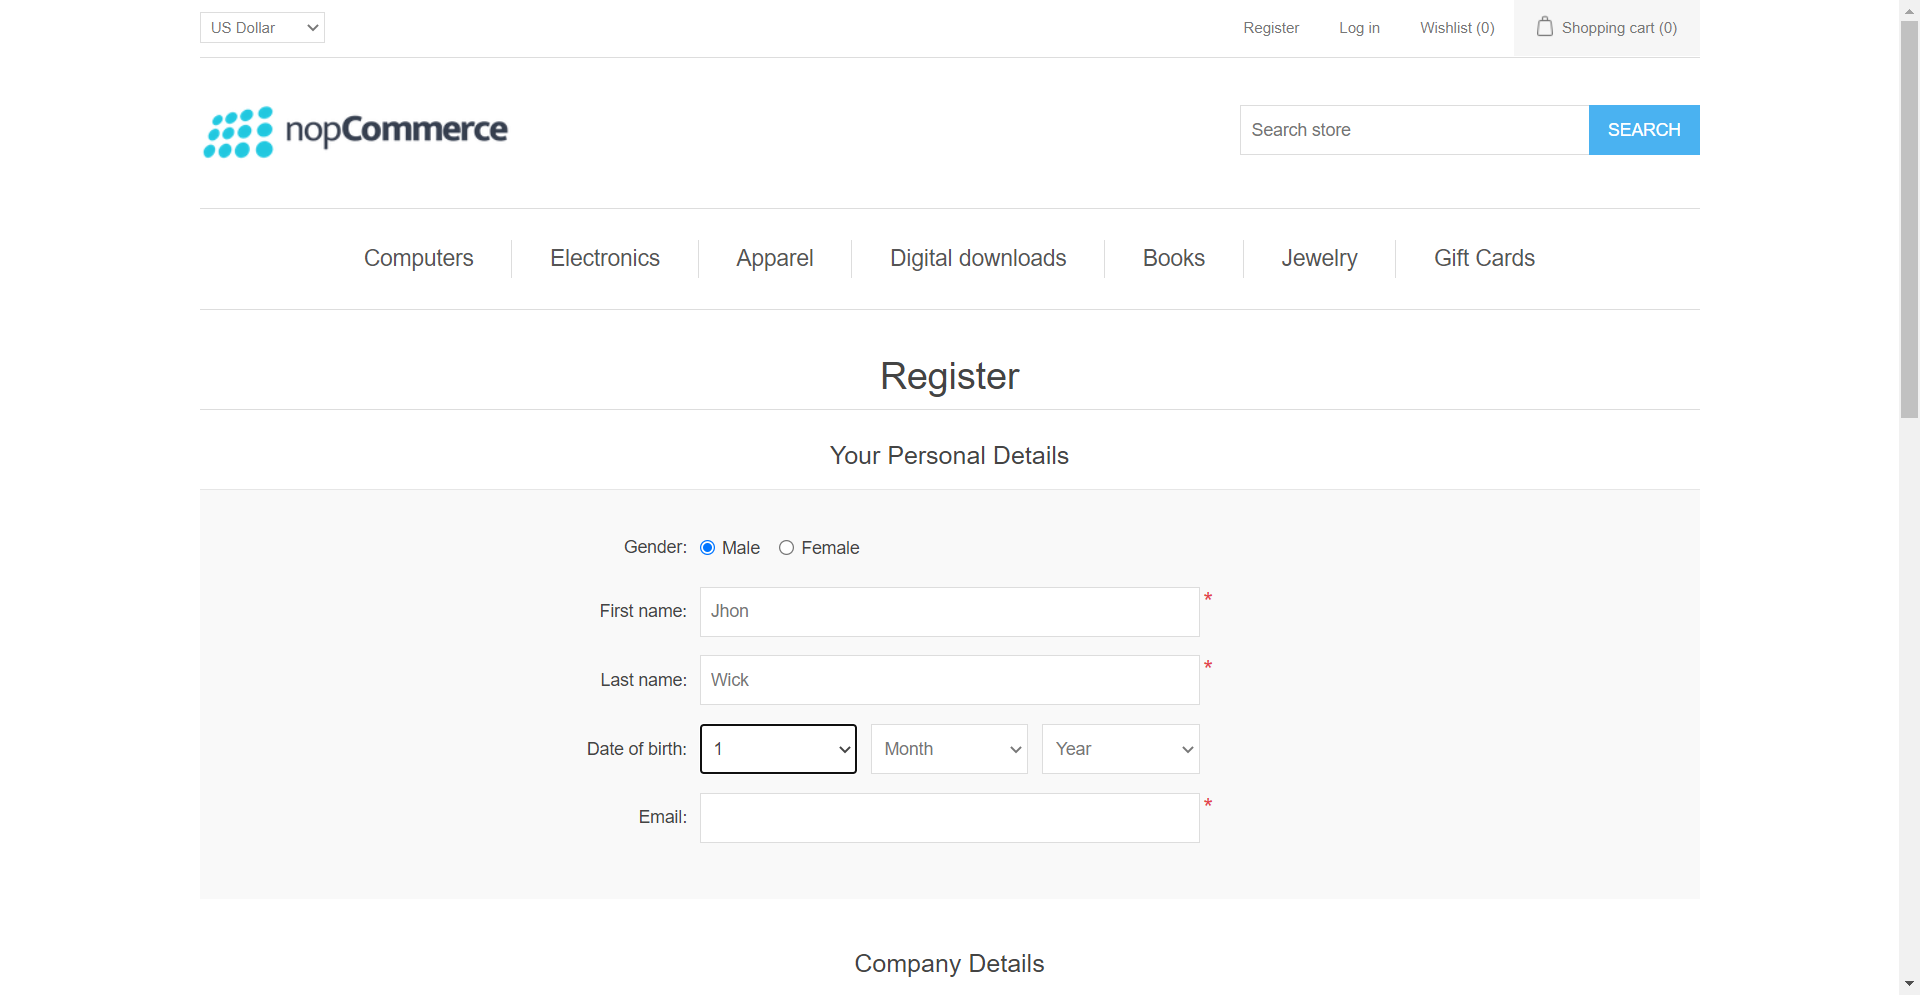 US Dollar
Register
Log in
Wishlist (0)
Shopping cart (0)
nopCommerce
Search store
SEARCH
Computers
Electronics
Apparel
Digital downloads
Books
Jewelry
Gift Cards
Register
Your Personal Details
Gender: Male Female
First name: Jhon *
Last name: Wick *
Date of birth: 1 Month Year
Email: *
Company Details